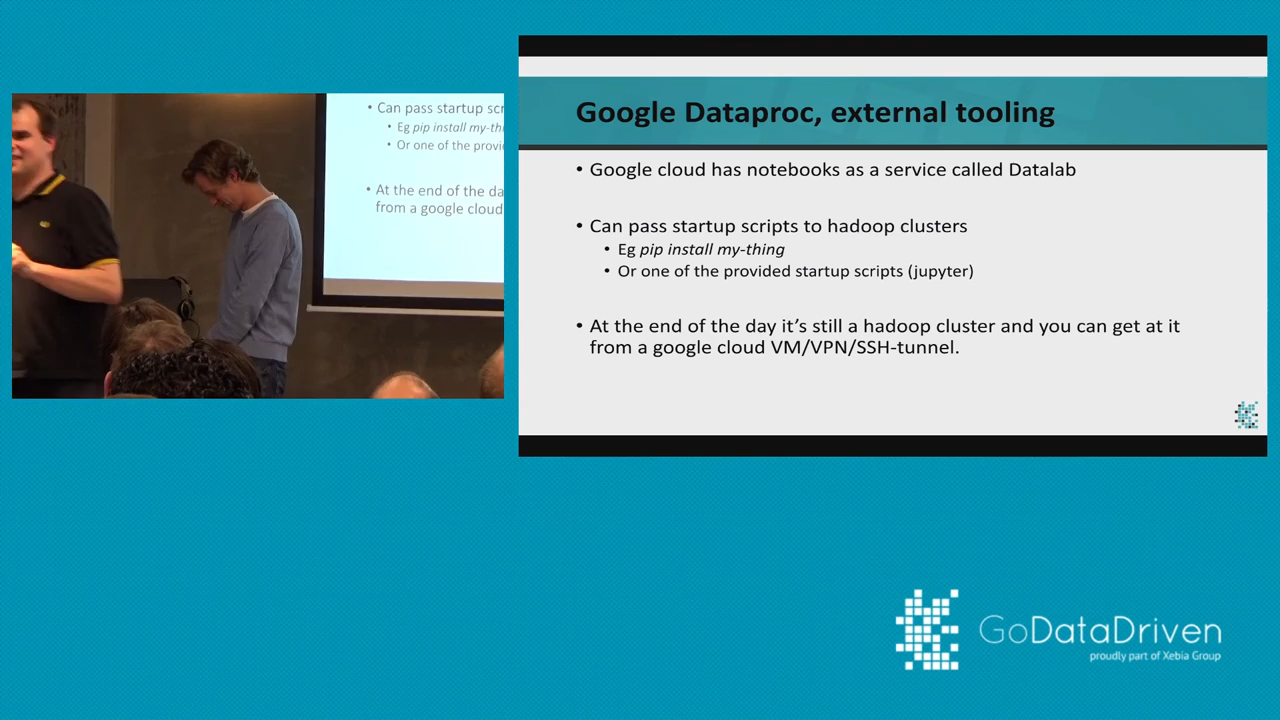 • Can pass startup scr
• Eg pip install my-thi
• Or one of the provi
• At the end of the da
from a google cloud
Google Dataproc, external tooling
• Google cloud has notebooks as a service called Datalab
• Can pass startup scripts to hadoop clusters
• Eg pip install my-thing
• Or one of the provided startup scripts (jupyter)
• At the end of the day it’s still a hadoop cluster and you can get at it
from a google cloud VM/VPN/SSH-tunnel.
GoDataDriven
proudly part of Xebia Group